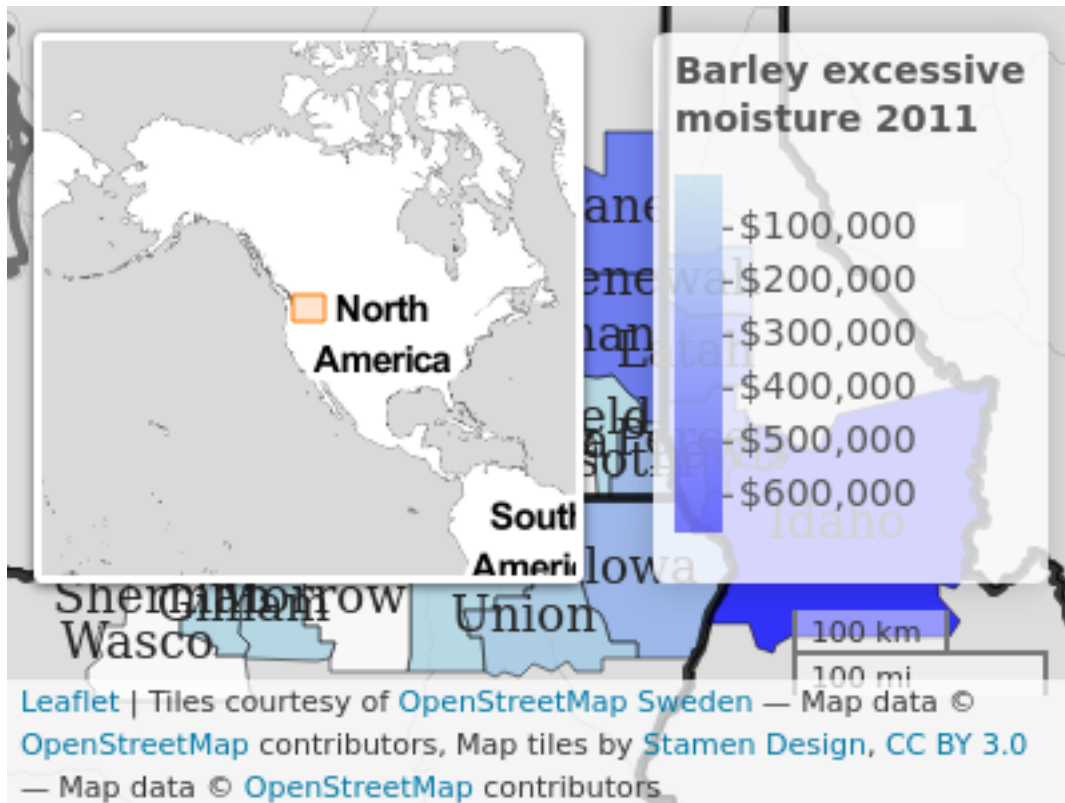 Barley excessive
moisture 2011
$100,000
$200,000
$300,000
$400,000
$500,000
$600,000
North
America
South
Latah
Idaho
Union
Morrow
Gilliam
Wasco
100 km
100 mi
Leaflet | Tiles courtesy of OpenStreetMap Sweden — Map data ©
OpenStreetMap contributors, Map tiles by Stamen Design, CC BY 3.0
— Map data © OpenStreetMap contributors